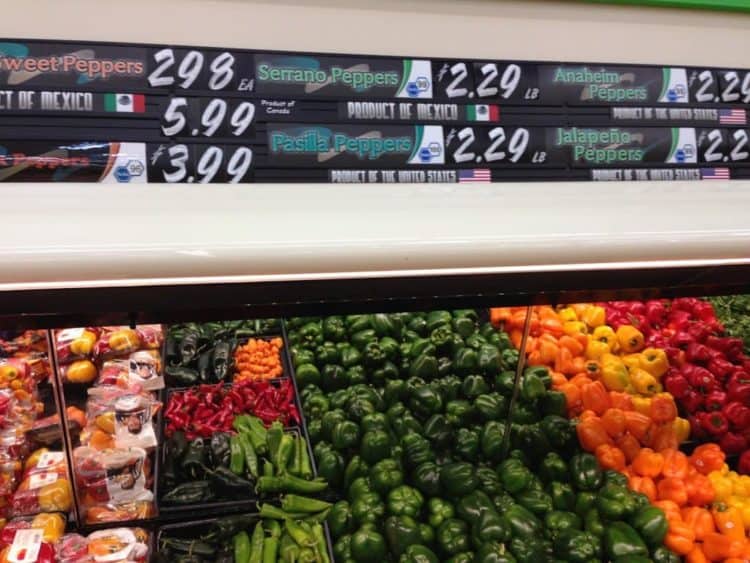 Sweet Peppers 298 EA
Serrano Peppers $2.29 LB
Anaheim Peppers $2.29
CT OF MEXICO
5.99
Product of Canada
PRODUCT OF MEXICO
PRODUCT OF THE UNITED STATES
Peppers $3.99
Pasilla Peppers $2.29 LB
Jalapeño Peppers $2.2
PRODUCT OF THE UNITED STATES
PRODUCT OF THE UNITED STATES